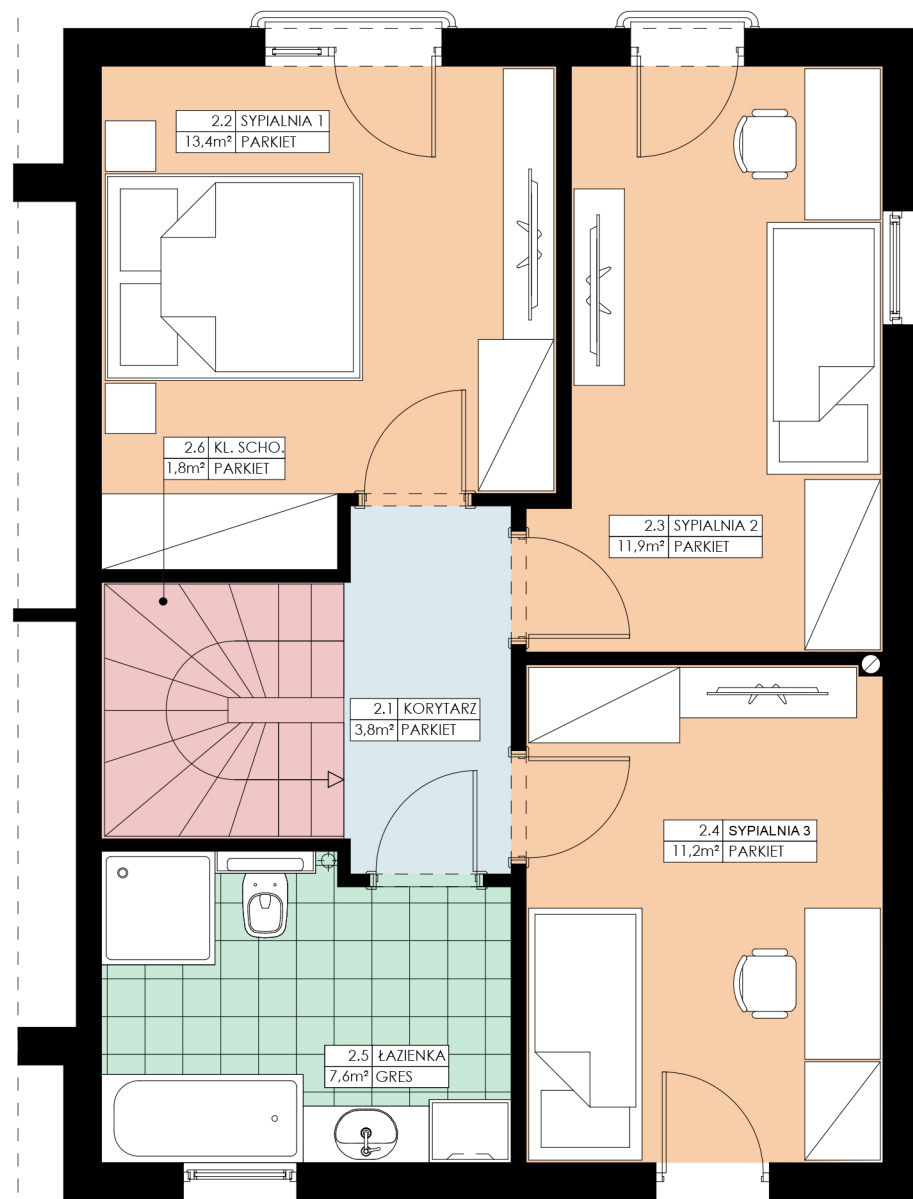 2.2 SYPIALNIA 1
13,4m² PARKIET
2.6 KL. SCHO.
1,8m² PARKIET
2.3 SYPIALNIA 2
11,9m² PARKIET
2.1 KORYTARZ
3,8m² PARKIET
2.4 SYPIALNIA 3
11,2m² PARKIET
2.5 ŁAZIENKA
7,6m² GRES